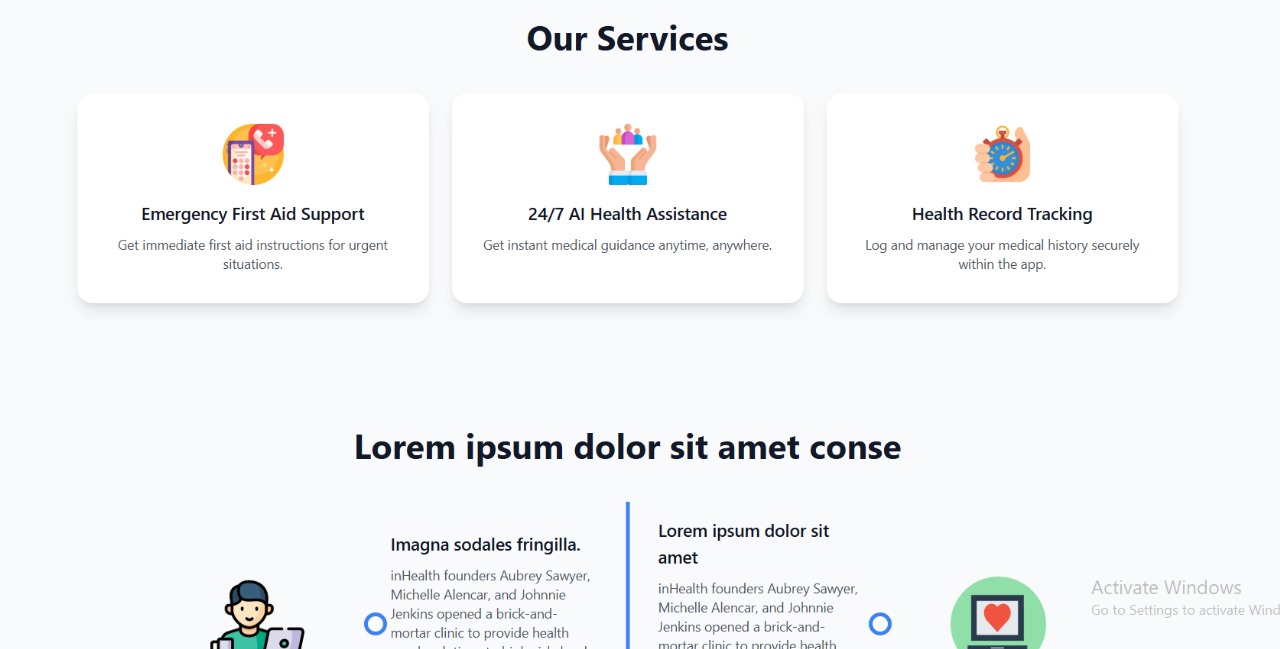 Our Services
Emergency First Aid Support
Get immediate first aid instructions for urgent
situations.
24/7 AI Health Assistance
Get instant medical guidance anytime, anywhere.
Health Record Tracking
Log and manage your medical history securely
within the app.
Lorem ipsum dolor sit amet conse
Imagna sodales fringilla.
inHealth founders Aubrey Sawyer,
Michelle Alencar, and Johnnie
Jenkins opened a brick-and-
mortar clinic to provide health
Lorem ipsum dolor sit
amet
inHealth founders Aubrey Sawyer,
Michelle Alencar, and Johnnie
Jenkins opened a brick-and-
mortar clinic to provide health
Activate Windows
Go to Settings to activate Wind